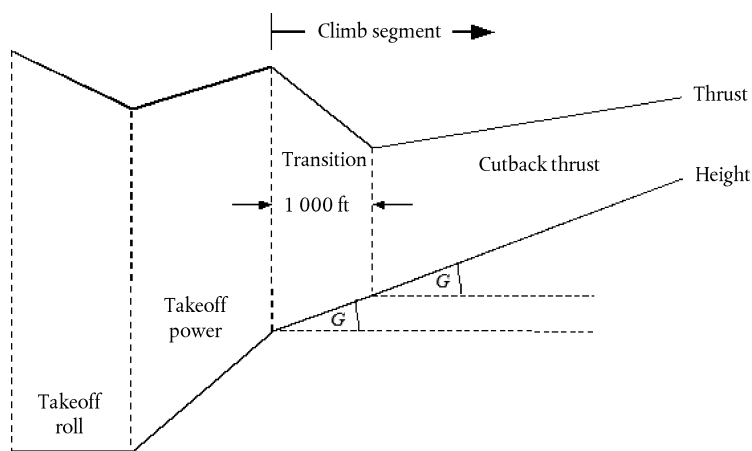 Climb segment
Thrust
Transition
Cutback thrust
Height
1 000 ft
G
Takeoff
power
G
Takeoff
roll